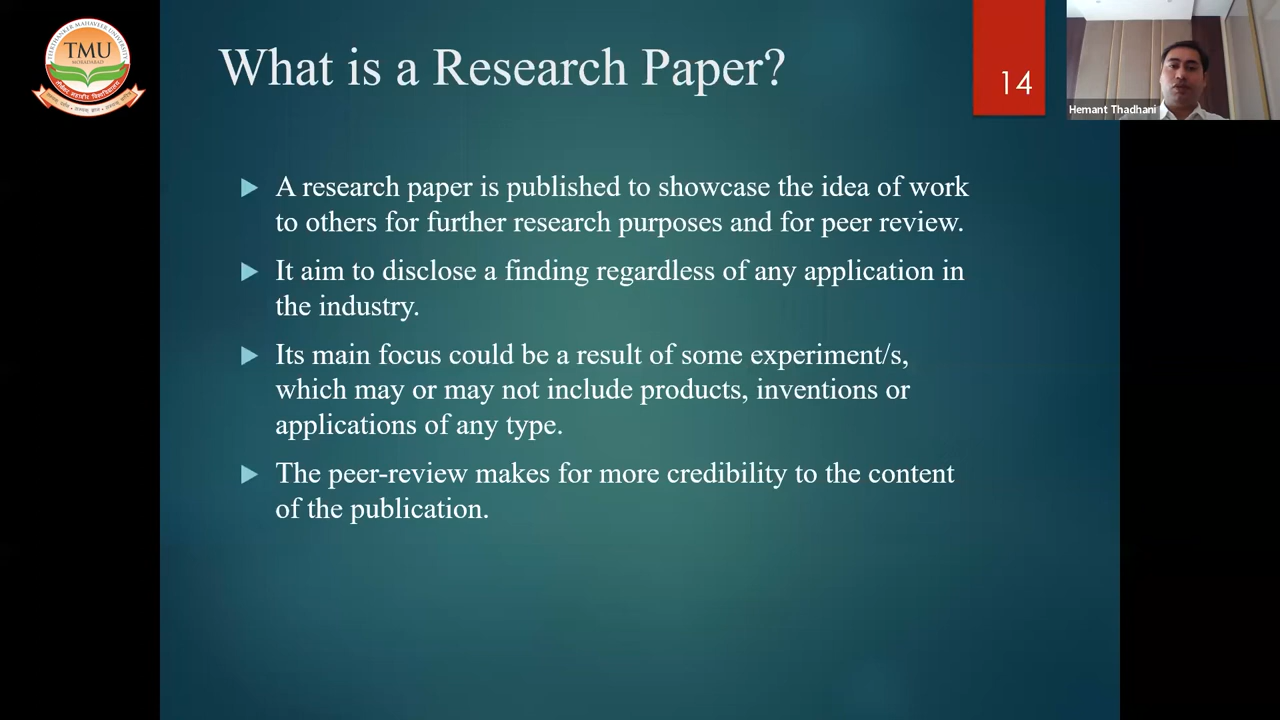 TEERTHANKER MAHAVEER UNIVERSITY
TMU
MORADABAD
What is a Research Paper?
14
Hemant Thadhani
A research paper is published to showcase the idea of work
to others for further research purposes and for peer review.
It aim to disclose a finding regardless of any application in
the industry.
Its main focus could be a result of some experiment/s,
which may or may not include products, inventions or
applications of any type.
The peer-review makes for more credibility to the content
of the publication.